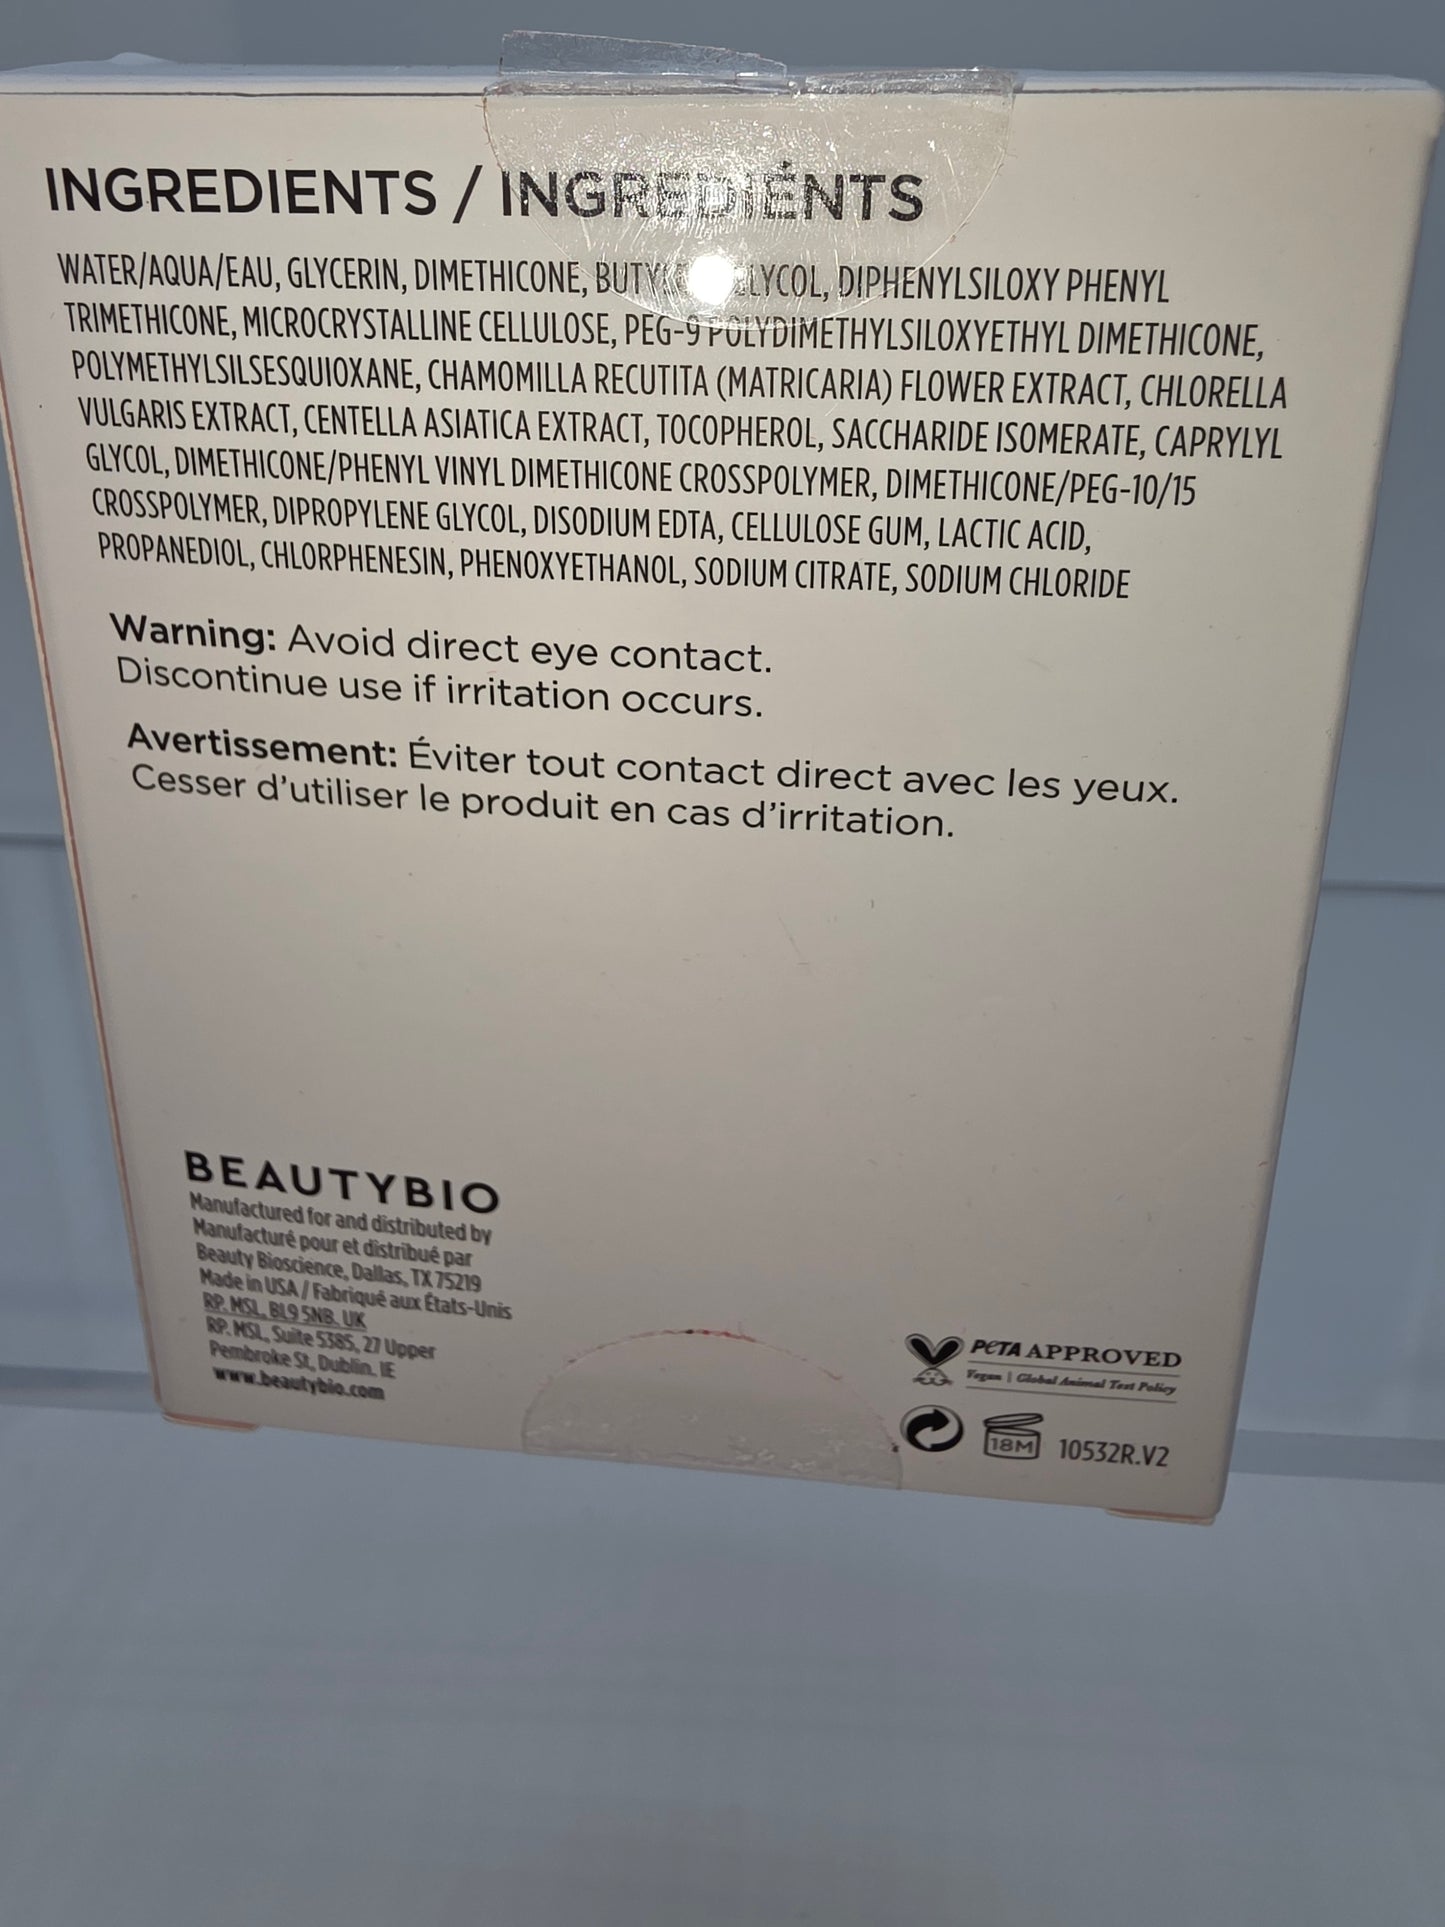 INGREDIENTS / INGRÉDIENTS
WATER/AQUA/EAU, GLYCERIN, DIMETHICONE, GLYCOL, DIPHENYLSILOXY PHENYL
TRIMETHICONE, MICROCRYSTALLINE CELLULOSE, PEG-9 POLYDIMETHYLSILOXYETHYL DIMETHICONE,
POLYMETHYLSILSESQUIOXANE, CHAMOMILLA RECUTITA (MATRICARIA) FLOWER EXTRACT, CHLORELLA
VULGARIS EXTRACT, CENTELLA ASIATICA EXTRACT, TOCOPHEROL, SACCHARIDE ISOMERATE, CAPRYLYL
GLYCOL, DIMETHICONE/PHENYL VINYL DIMETHICONE CROSSPOLYMER, DIMETHICONE/PEG-10/15
CROSSPOLYMER, DIPROPYLENE GLYCOL, DISODIUM EDTA, CELLULOSE GUM, LACTIC ACID,
PROPANEDIOL, CHLORPHENESIN, PHENOXYETHANOL, SODIUM CITRATE, SODIUM CHLORIDE
Warning: Avoid direct eye contact.
Discontinue use if irritation occurs.
Avertissement: Éviter tout contact direct avec les yeux.
Cesser d'utiliser le produit en cas d'irritation.
BEAUTYBIO
Manufactured for and distributed by
Manufacturé pour et distribué par
Beauty Bioscience, Dallas, TX 75219
Made in USA / Fabriqué aux États-Unis
RP. MSL, BL9 5NB. UK
RP. MSL, Suite 5385, 27 Upper
Pembroke St, Dublin, IE
www.beautybio.com
PETA APPROVED
Vegan | Global Animal Test Policy
18M 10532R.V2